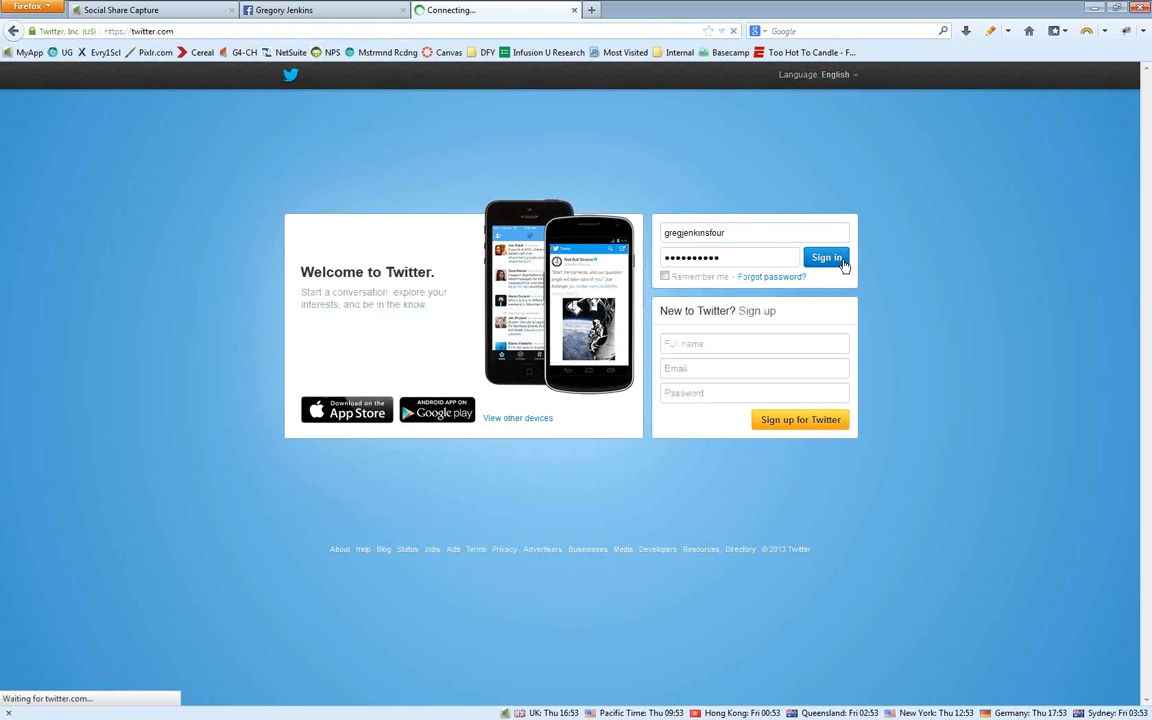 Firefox
Social Share Capture
Gregory Jenkins
Connecting...
Twitter, Inc. (US)
https://twitter.com
Google
MyApp
UG
Evry1Scl
Pixlr.com
Cereal
G4-CH
NetSuite
NPS
Mstrmnd Rcdng
Canvas
DFY
Infusion U Research
Most Visited
Internal
Basecamp
Too Hot To Candle - F...
Language: English
gregjenkinsfour
Sign in
Remember me · Forgot password?
Welcome to Twitter.
Start a conversation, explore your
interests, and be in the know.
New to Twitter? Sign up
Full name
Email
Password
Sign up for Twitter
Download on the
App Store
ANDROID APP ON
Google play
View other devices
About Help Blog Status Jobs Ads Terms Privacy Advertisers Businesses Media Developers Resources Directory © 2013 Twitter
Waiting for twitter.com...
UK: Thu 16:53
Pacific Time: Thu 09:53
Hong Kong: Fri 00:53
Queensland: Fri 02:53
New York: Thu 12:53
Germany: Thu 17:53
Sydney: Fri 03:53